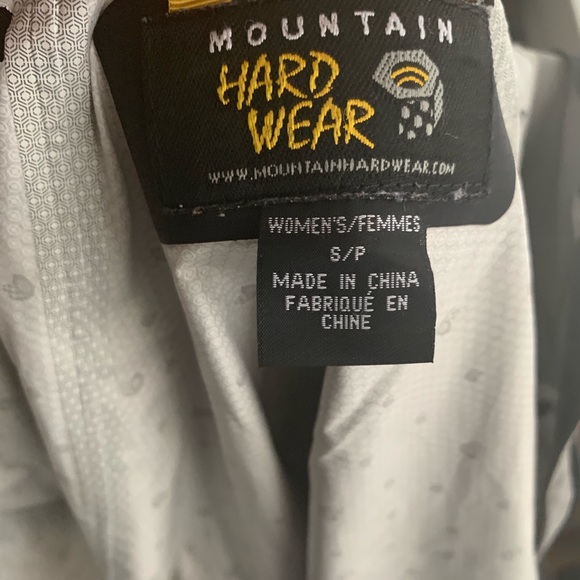 MOUNTAIN
HARD
WEAR
WWW.MOUNTAINHARDWEAR.COM
WOMEN'S/FEMMES
S/P
MADE IN CHINA
FABRIQUÉ EN
CHINE